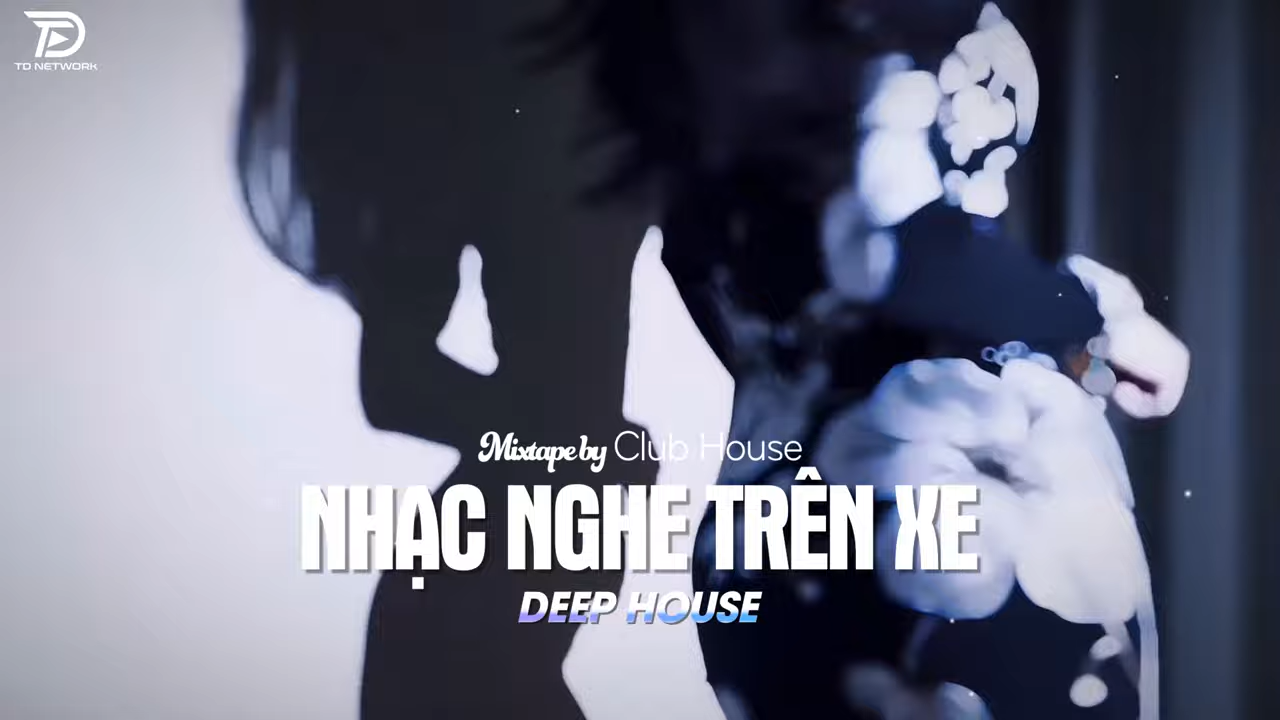 TD NETWORK
Mixtape by Club House
NHẠC NGHE TRÊN XE
DEEP HOUSE